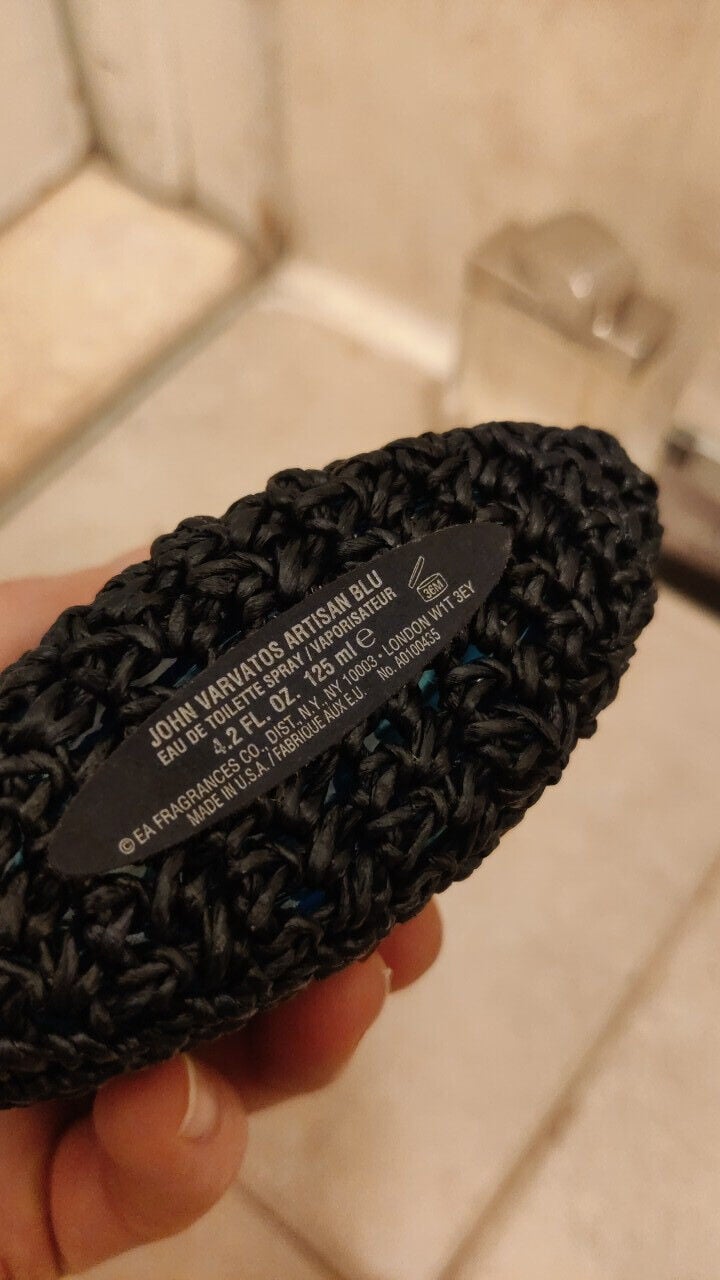 JOHN VARVATOS ARTISAN BLU
EAU DE TOILETTE SPRAY / VAPORISATEUR
4.2 FL. OZ. 125 ml e
36M
© EA FRAGRANCES CO., DIST., N.Y. NY 10003 - LONDON W1T 3EY
MADE IN U.S.A. / FABRIQUE AUX E.U. No. A0100435